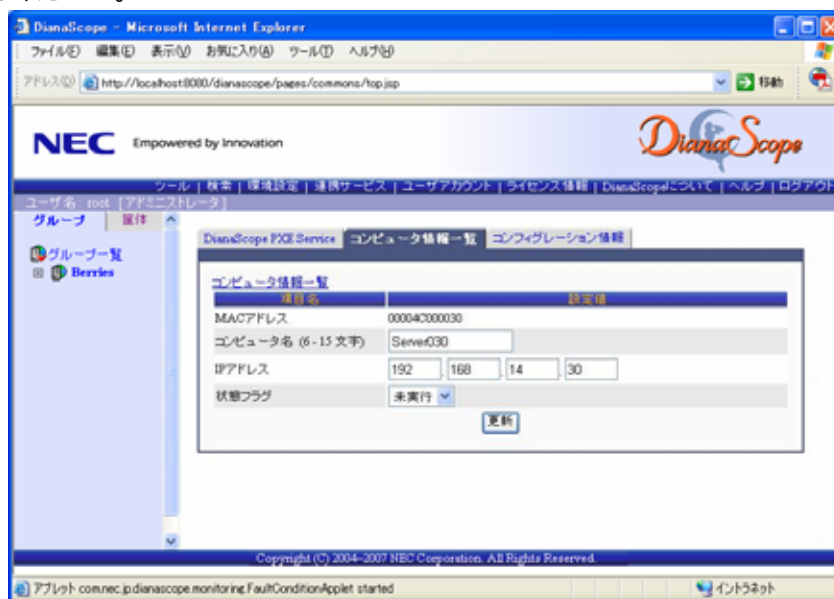 DianaScope - Microsoft Internet Explorer
ファイル(F) 編集(E) 表示(V) お気に入り(A) ツール(T) ヘルプ(H)
アドレス(D) http://localhost:8080/dianascope/pages/commons/top.jsp 移動
NEC Empowered by Innovation DianaScope
ツール | 検索 | 環境設定 | 連携サービス | ユーザアカウント | ライセンス情報 | DianaScopeについて | ヘルプ | ログアウト
ユーザ名: root [アドミニストレータ]
グループ 筐体
グループ一覧
Berries
DianaScope PXE Service コンピュータ情報一覧 コンフィグレーション情報
コンピュータ情報一覧
項目名 設定値
MACアドレス 00004C000030
コンピュータ名 (6-15 文字) Server030
IPアドレス 192 . 168 . 14 . 30
状態フラグ 未実行
更新
Copyright (C) 2004-2007 NEC Corporation. All Rights Reserved.
アプレット com.nec.jp.dianascope.monitoring.FaultConditionApplet started イントラネット